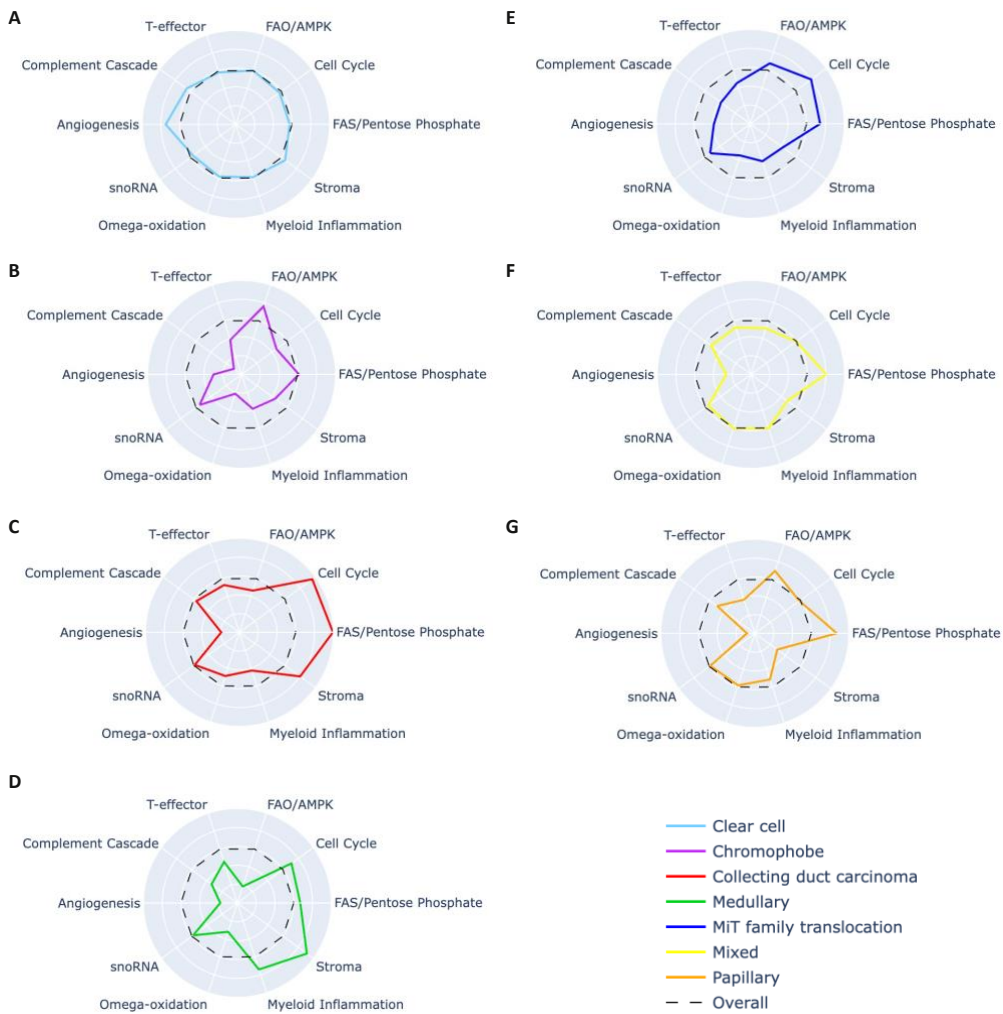 A
T-effector
FAO/AMPK
Complement Cascade
Cell Cycle
Angiogenesis
FAS/Pentose Phosphate
snoRNA
Stroma
Omega-oxidation
Myeloid Inflammation
B
T-effector
FAO/AMPK
Complement Cascade
Cell Cycle
Angiogenesis
FAS/Pentose Phosphate
snoRNA
Stroma
Omega-oxidation
Myeloid Inflammation
C
T-effector
FAO/AMPK
Complement Cascade
Cell Cycle
Angiogenesis
FAS/Pentose Phosphate
snoRNA
Stroma
Omega-oxidation
Myeloid Inflammation
D
T-effector
FAO/AMPK
Complement Cascade
Cell Cycle
Angiogenesis
FAS/Pentose Phosphate
snoRNA
Stroma
Omega-oxidation
Myeloid Inflammation
E
T-effector
FAO/AMPK
Complement Cascade
Cell Cycle
Angiogenesis
FAS/Pentose Phosphate
snoRNA
Stroma
Omega-oxidation
Myeloid Inflammation
F
T-effector
FAO/AMPK
Complement Cascade
Cell Cycle
Angiogenesis
FAS/Pentose Phosphate
snoRNA
Stroma
Omega-oxidation
Myeloid Inflammation
G
T-effector
FAO/AMPK
Complement Cascade
Cell Cycle
Angiogenesis
FAS/Pentose Phosphate
snoRNA
Stroma
Omega-oxidation
Myeloid Inflammation
Clear cell
Chromophobe
Collecting duct carcinoma
Medullary
MiT family translocation
Mixed
Papillary
Overall